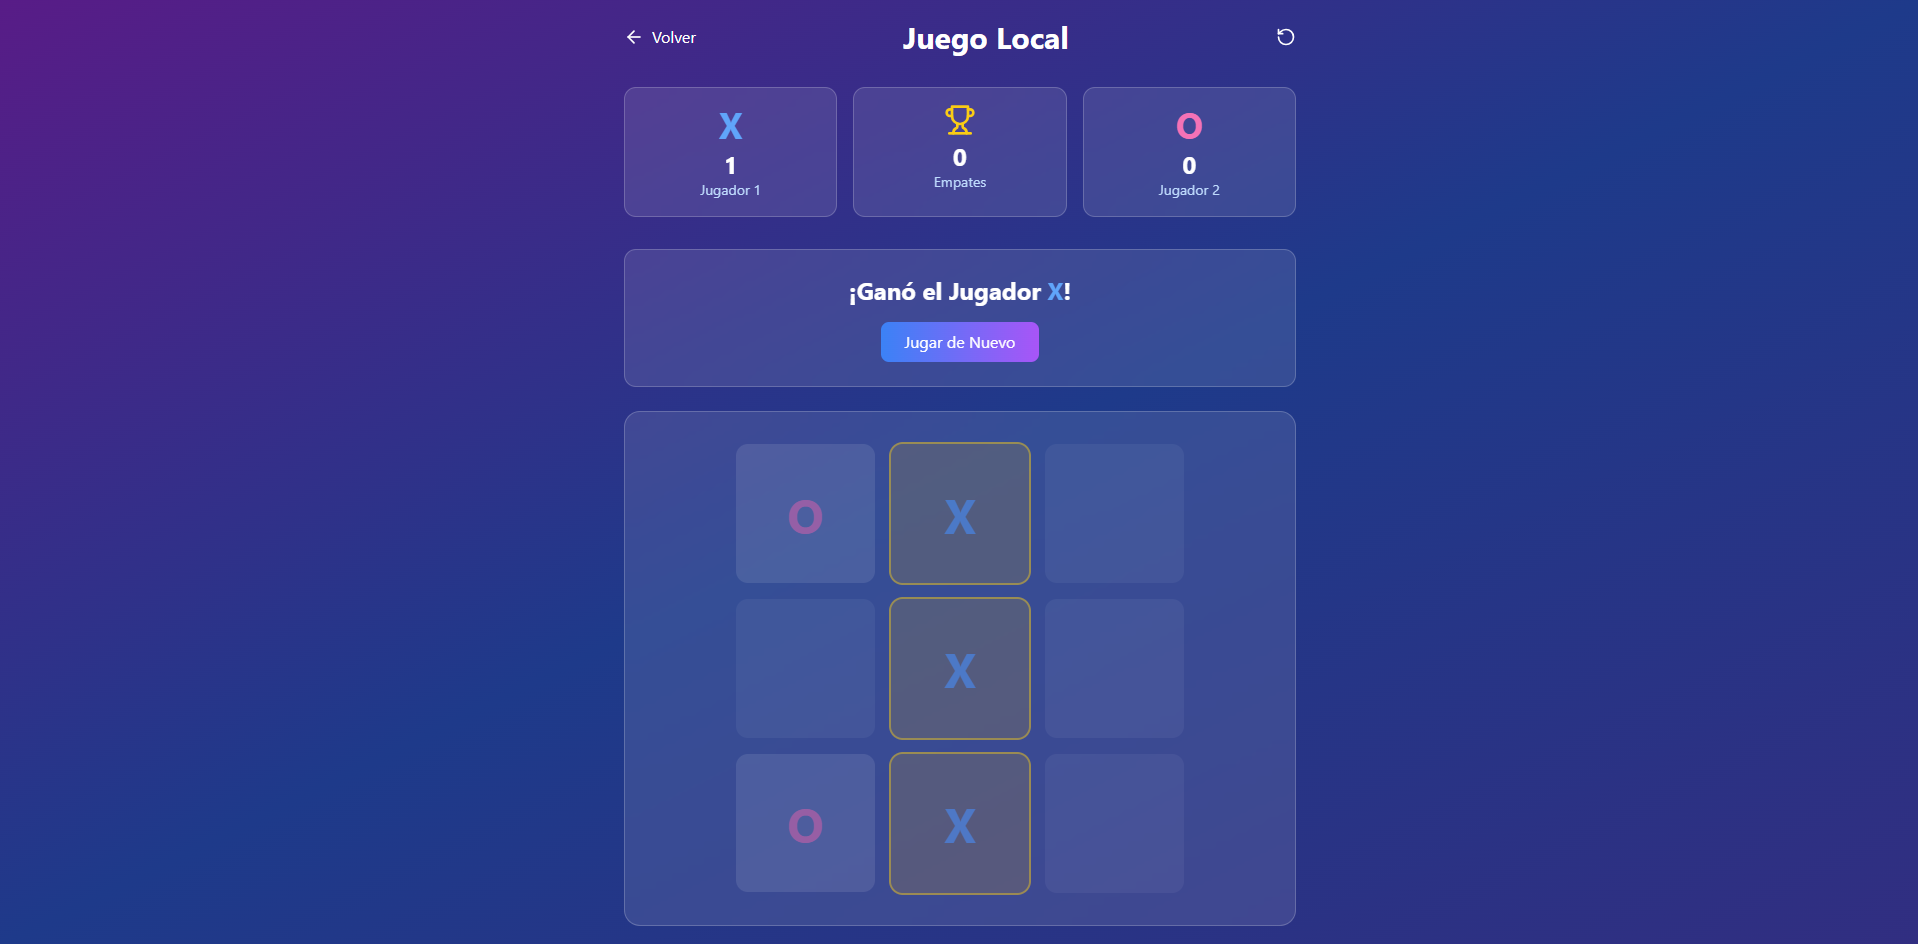 Volver
Juego Local
X
1
Jugador 1
0
Empates
O
0
Jugador 2
¡Ganó el Jugador X!
Jugar de Nuevo
O X
X
O X